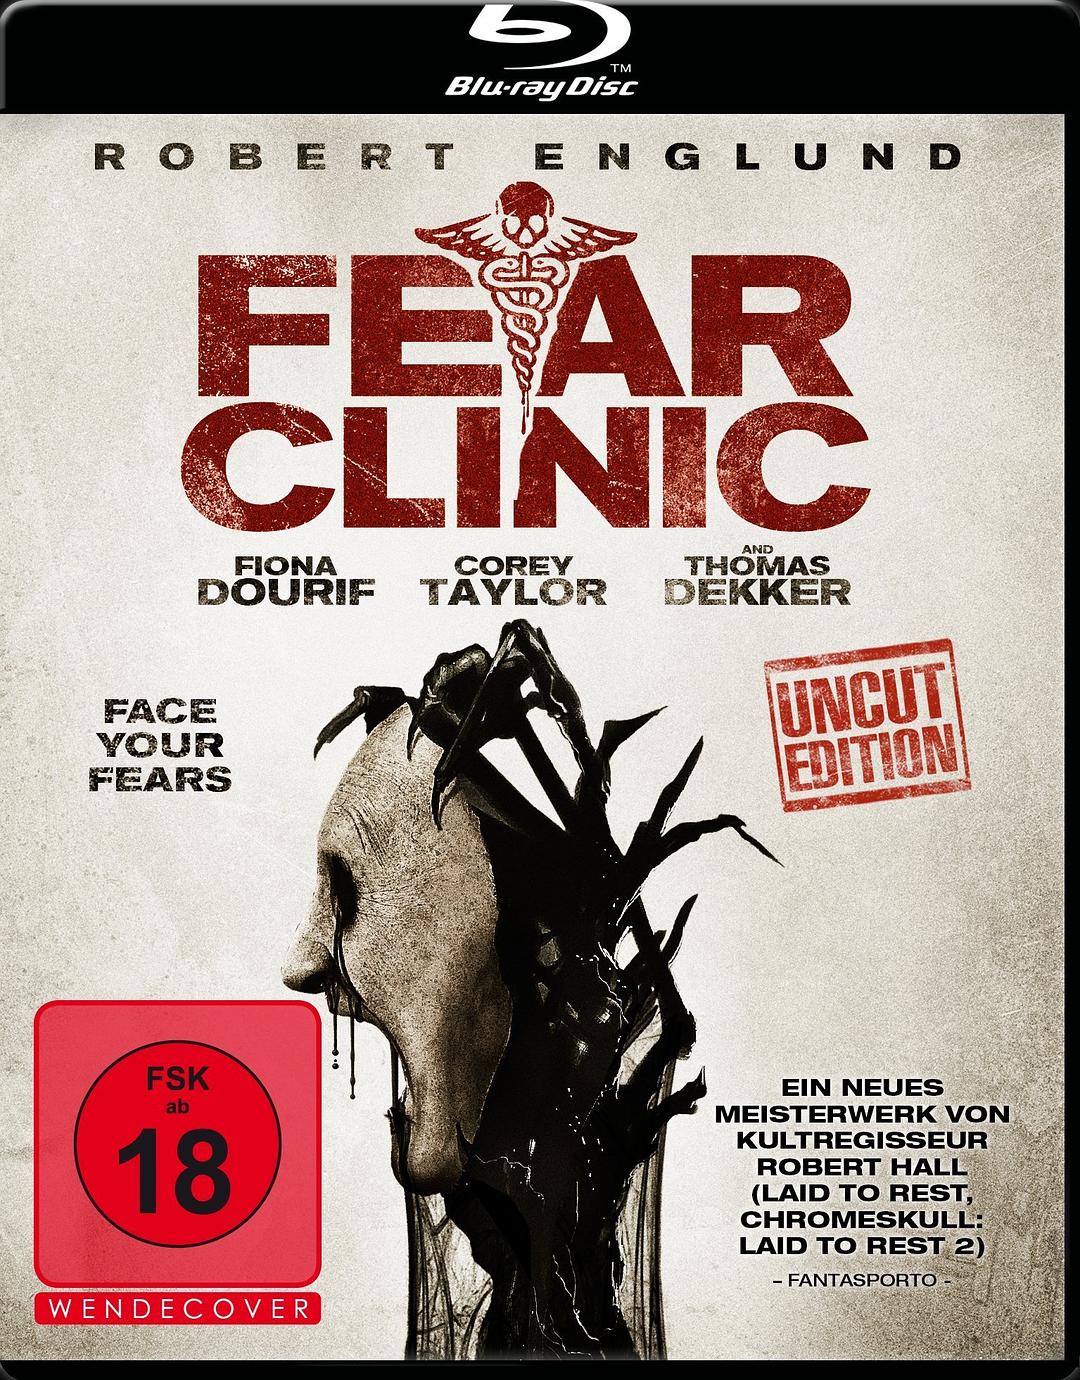 Blu-ray Disc
TM
ROBERT ENGLUND
FEAR
CLINIC
FIONA
DOURIF
COREY
TAYLOR
AND
THOMAS
DEKKER
FACE
YOUR
FEARS
UNCUT
EDITION
FSK
ab
18
WENDECOVER
EIN NEUES
MEISTERWERK VON
KULTREGISSEUR
ROBERT HALL
(LAID TO REST,
CHROMESKULL:
LAID TO REST 2)
– FANTASPORTO -